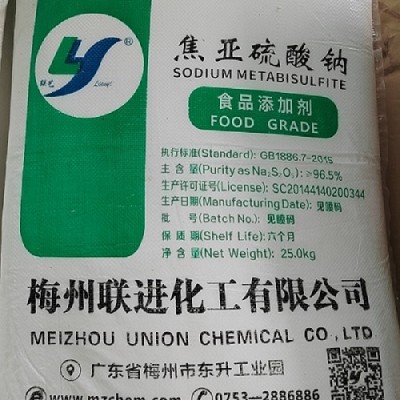 LY®
焦亚硫酸钠
SODIUM METABISULFITE
食品添加剂
FOOD GRADE
执行标准(Standard): GB1886.7-2015
主 含 量(Purity as Na₂S₂O₅): ≥96.5%
生产许可证号(License): SC20144140200344
生产日期(Manufacturing Date): 见喷码
批 号(Batch No.): 见喷码
保 质 期(Shelf Life): 六个月
净 含 量(Net Weight): 25.0kg
梅州联进化工有限公司
MEIZHOU UNION CHEMICAL CO.,LTD
广东省梅州市东升工业园
www.mzchem.com 0753-2886886